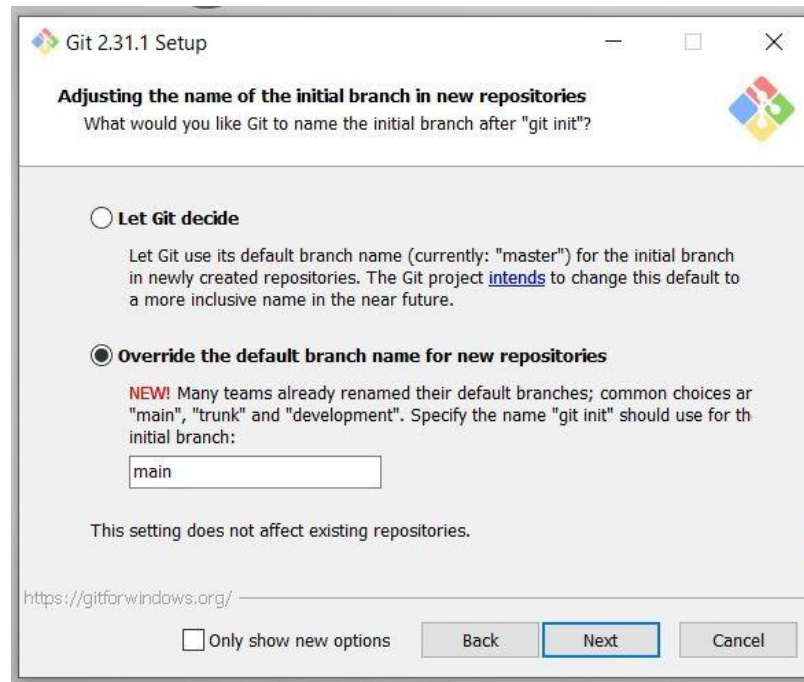 Git 2.31.1 Setup
Adjusting the name of the initial branch in new repositories
What would you like Git to name the initial branch after "git init"?
Let Git decide
Let Git use its default branch name (currently: "master") for the initial branch
in newly created repositories. The Git project intends to change this default to
a more inclusive name in the near future.
Override the default branch name for new repositories
NEW! Many teams already renamed their default branches; common choices ar
"main", "trunk" and "development". Specify the name "git init" should use for th
initial branch:
main
This setting does not affect existing repositories.
https://gitforwindows.org/
Only show new options Back Next Cancel